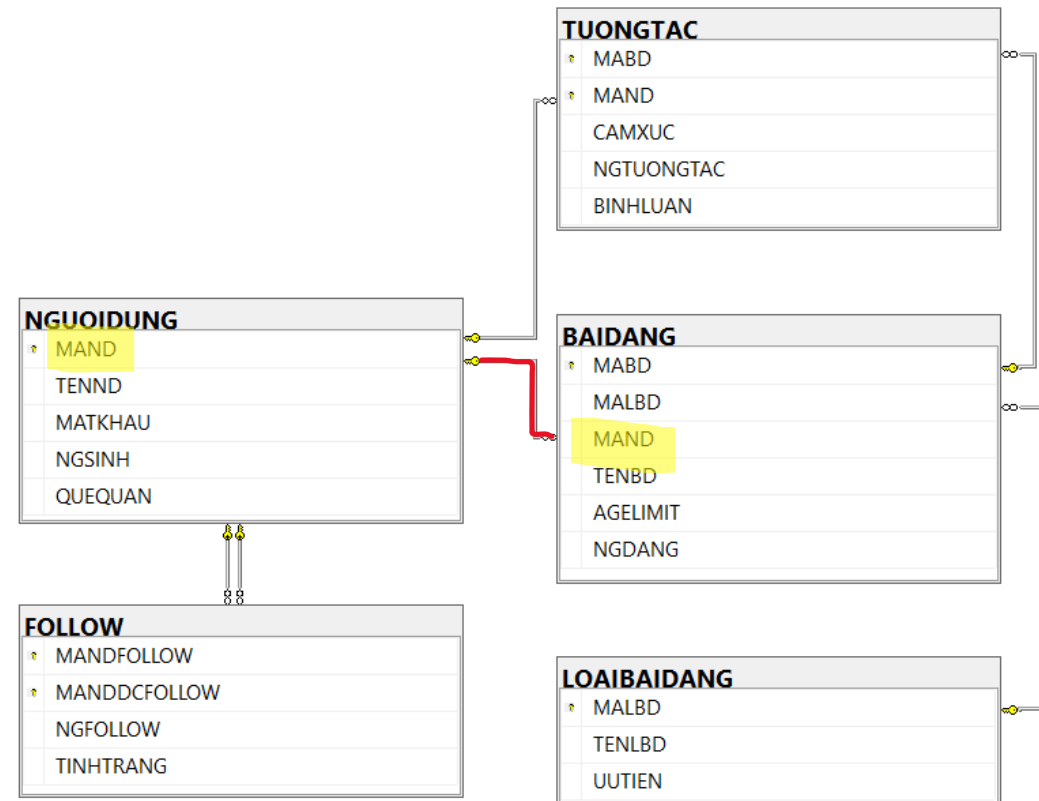 TUONGTAC
MABD
MAND
CAMXUC
NGTUONGTAC
BINHLUAN
NGUOIDUNG
MAND
TENND
MATKHAU
NGSINH
QUEQUAN
BAIDANG
MABD
MALBD
MAND
TENBD
AGELIMIT
NGDANG
FOLLOW
MANDFOLLOW
MANDDCFOLLOW
NGFOLLOW
TINHTRANG
LOAIBAIDANG
MALBD
TENLBD
UUTIEN